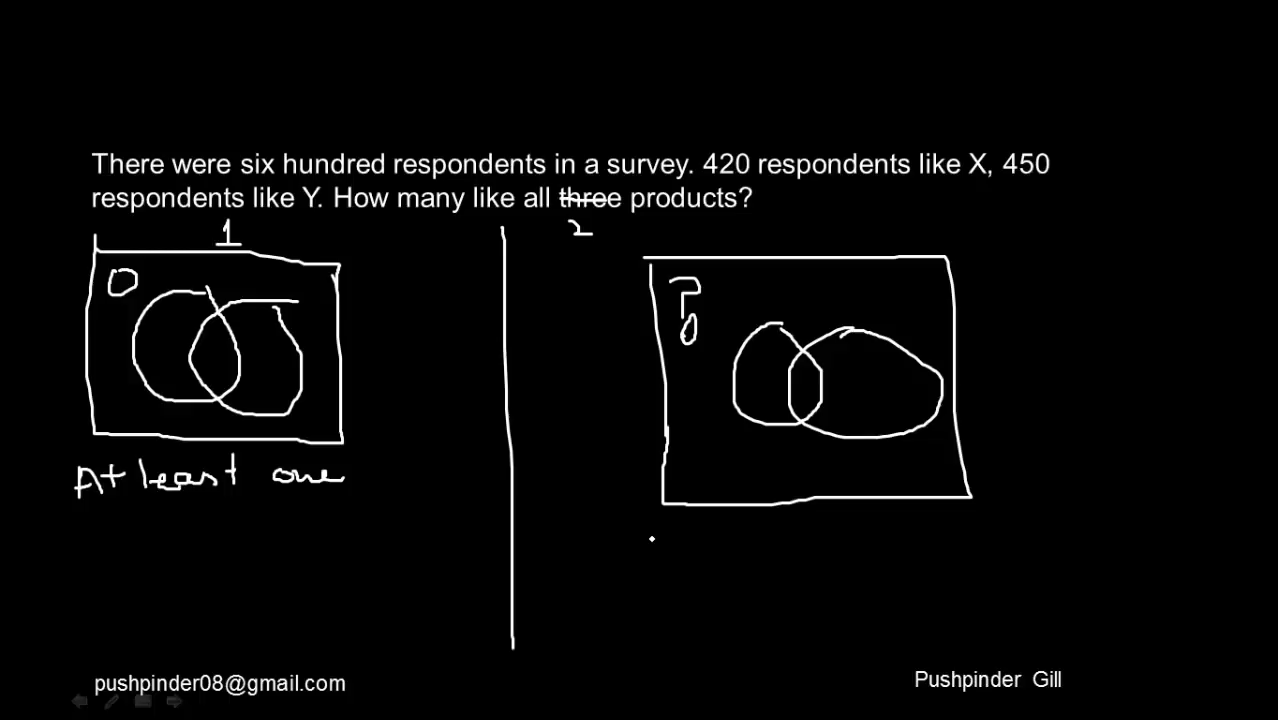 There were six hundred respondents in a survey. 420 respondents like X, 450
respondents like Y. How many like all three products?
1
2
0
? 0
At least one
pushpinder08@gmail.com
Pushpinder Gill